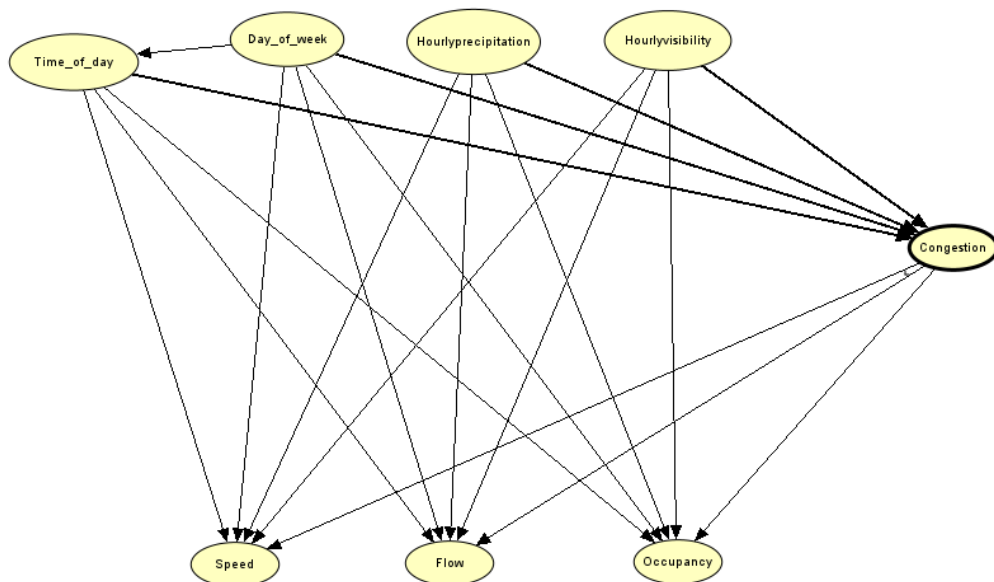 Time_of_day
Day_of_week
Hourlyprecipitation
Hourlyvisibility
Congestion
Speed
Flow
Occupancy